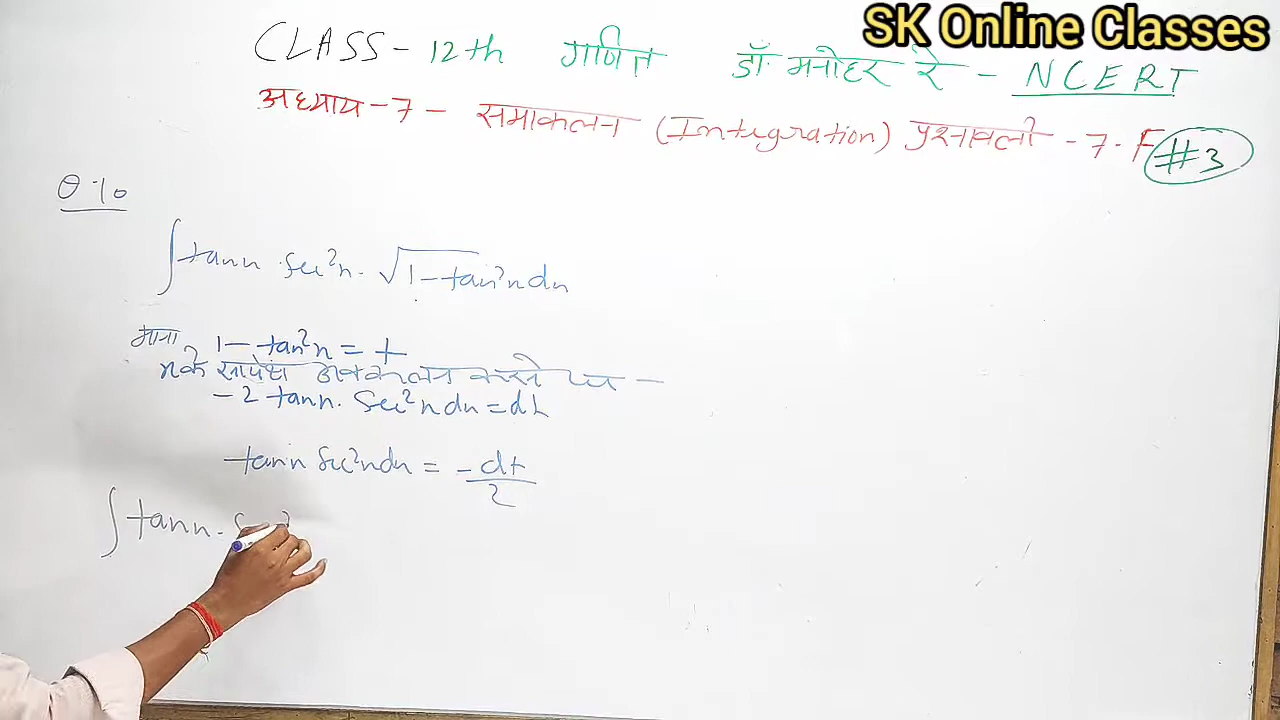 SK Online Classes
CLASS - 12th गणित डॉ मनोहर रे - NCERT
अध्याय - 7 - समाकलन (Integration) प्रश्नावली - 7. F #3
Q.10
∫tanx . sec²x . √1 - tan²x dx
माना 1 - tan²x = t
x के सापेक्ष अवकलन करने पर -
-2 tanx . sec²x dx = dt
tanx sec²x dx = -dt/2
∫tanx .